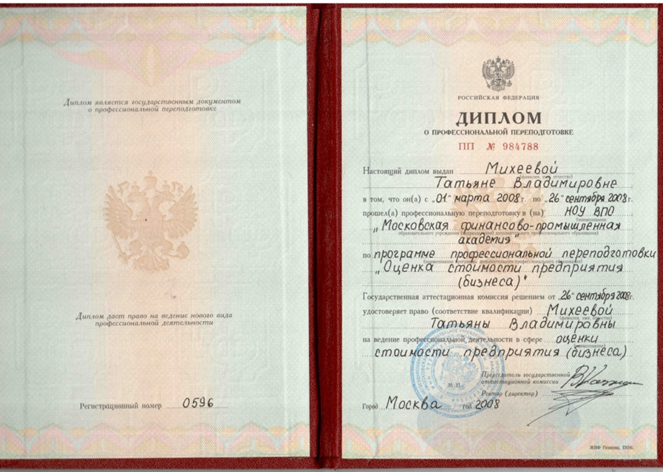 Диплом является государственным документом
о профессиональной переподготовке
Диплом дает право на ведение нового вида
профессиональной деятельности
Регистрационный номер 0596
РОССИЙСКАЯ ФЕДЕРАЦИЯ
ДИПЛОМ
О ПРОФЕССИОНАЛЬНОЙ ПЕРЕПОДГОТОВКЕ
ПП № 984788
Настоящий диплом выдан Михеевой
Татьяне Владимировне
в том, что он(а) с „01" марта 2008г. по „26" сентября 2008г.
прошел(а) профессиональную переподготовку в (на) НОУ ВПО
„Московская финансово-промышленная
академия"
по программе профессиональной переподготовки
„Оценка стоимости предприятия
(бизнеса)"
Государственная аттестационная комиссия решением от „26" сентября 2008г.
удостоверяет право (соответствие квалификации) Михеевой
Татьяны Владимировны
на ведение профессиональной деятельности в сфере оценки
стоимости предприятия (бизнеса)
Председатель государственной
аттестационной комиссии
М.П.
Ректор (директор)
Город Москва год 2008